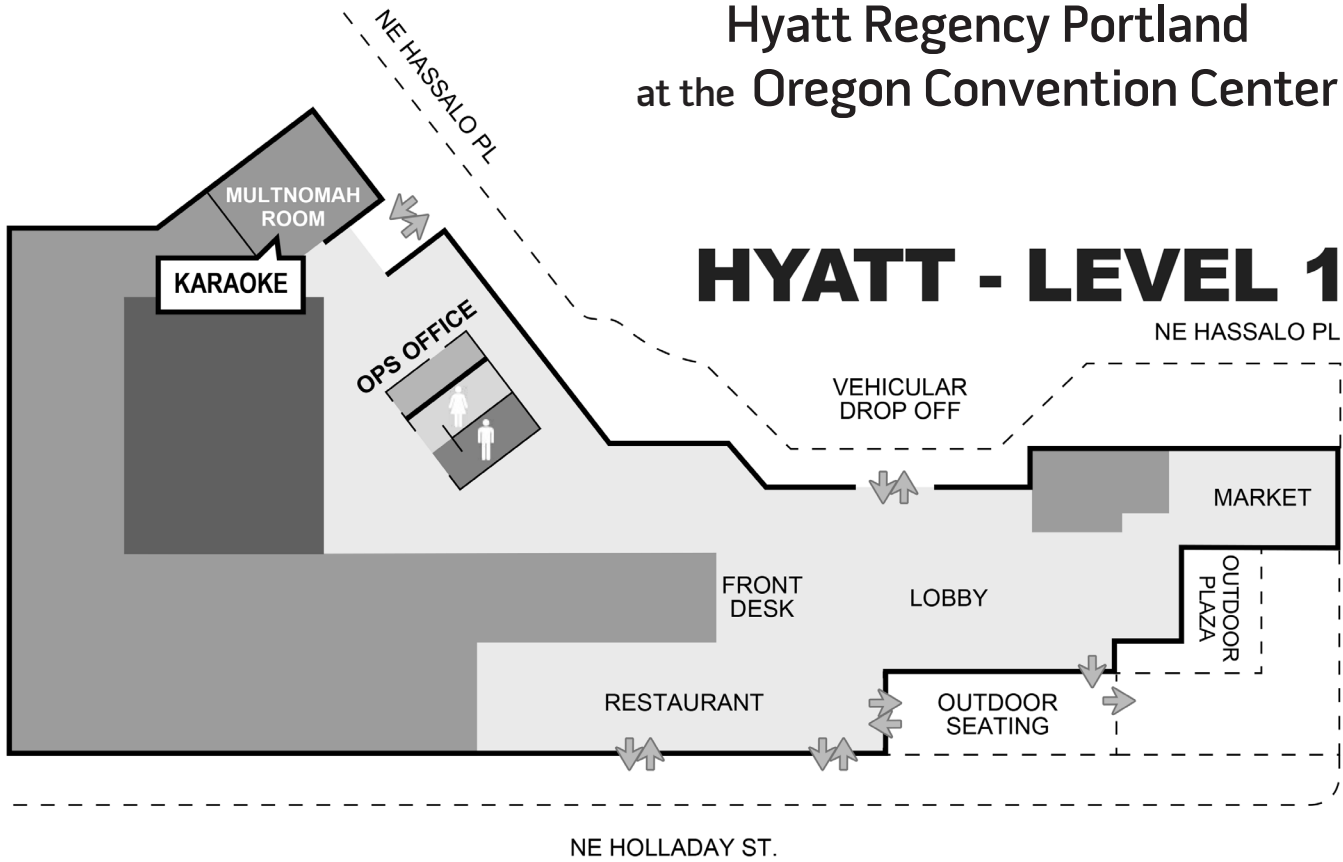 Hyatt Regency Portland
at the Oregon Convention Center
NE HASSALO PL
MULTNOMAH
ROOM
KARAOKE
HYATT - LEVEL 1
NE HASSALO PL
OPS OFFICE
VEHICULAR
DROP OFF
MARKET
FRONT
DESK
LOBBY
OUTDOOR
PLAZA
RESTAURANT
OUTDOOR
SEATING
NE HOLLADAY ST.